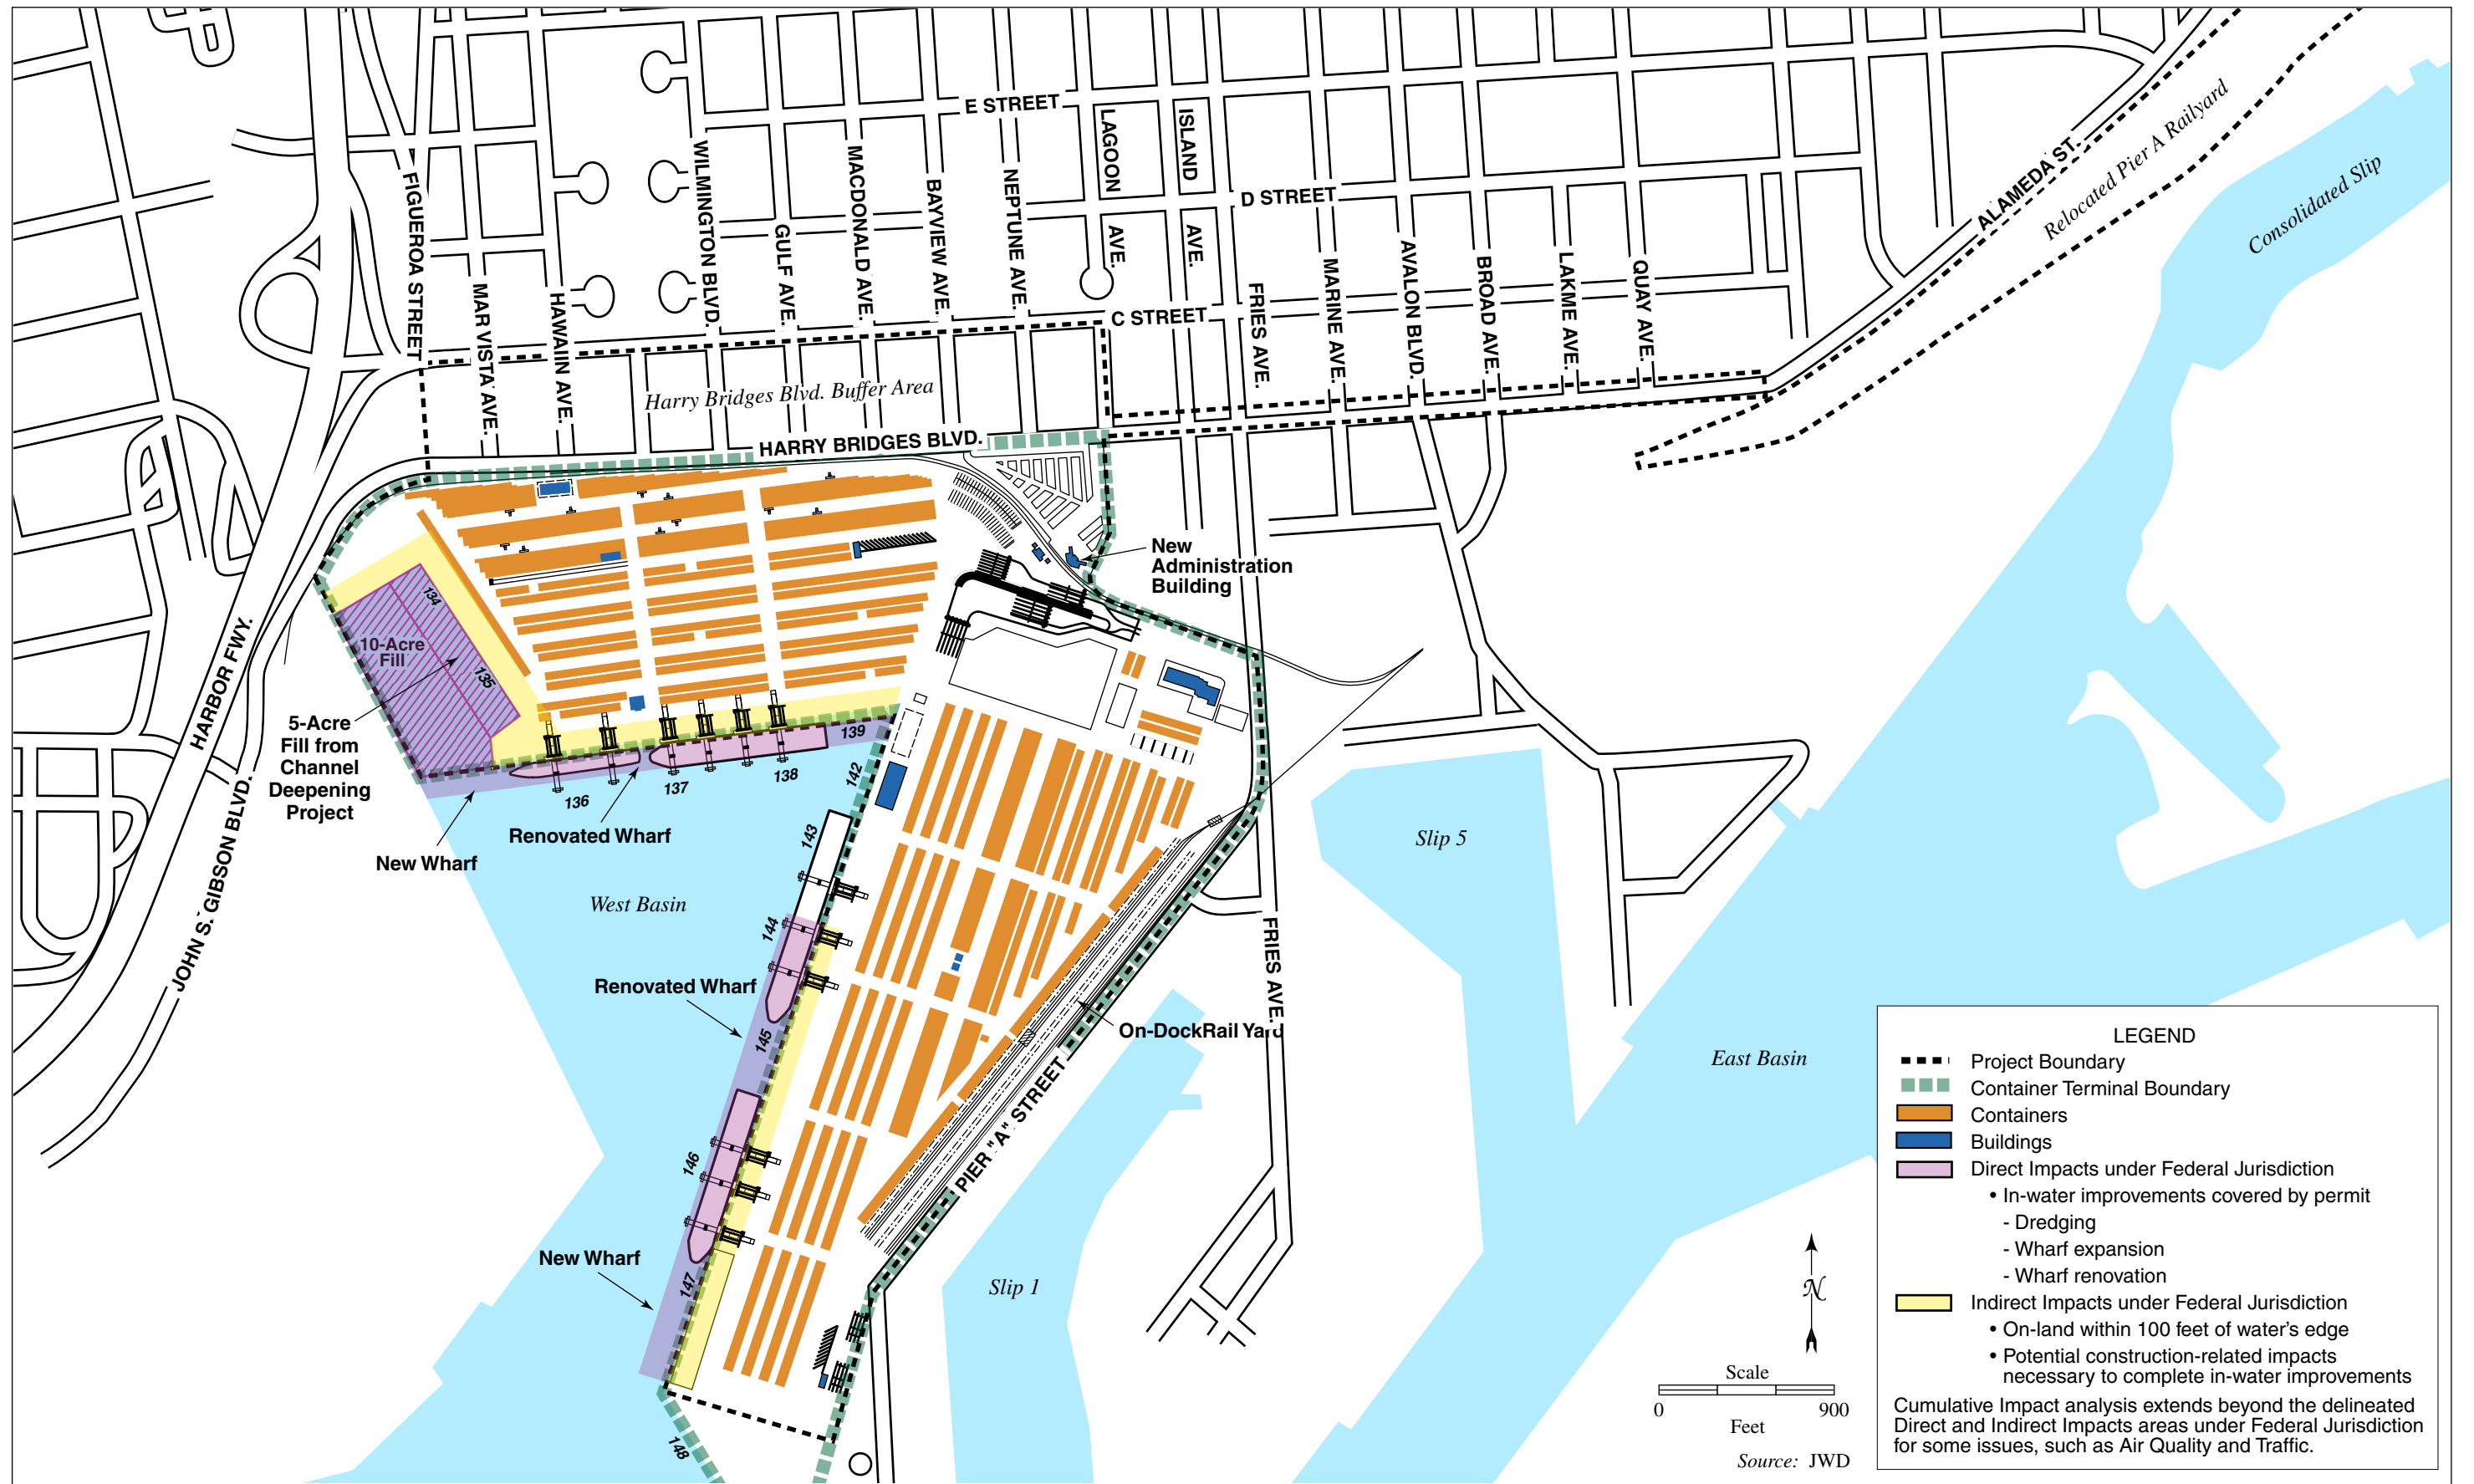 E STREET
D STREET
C STREET
FIGUEROA STREET
MAR VISTA AVE.
HAWAIIN AVE.
WILMINGTON BLVD.
GULF AVE.
MACDONALD AVE.
BAYVIEW AVE.
NEPTUNE AVE.
LAGOON AVE.
ISLAND AVE.
FRIES AVE.
MARINE AVE.
AVALON BLVD.
BROAD AVE.
LAKME AVE.
QUAY AVE.
ALAMEDA ST.
Relocated Pier A Railyard
Consolidated Slip
Harry Bridges Blvd. Buffer Area
HARRY BRIDGES BLVD.
New
Administration
Building
134
135
10-Acre
Fill
5-Acre
Fill from
Channel
Deepening
Project
HARBOR FWY.
JOHN S. GIBSON BLVD.
New Wharf
Renovated Wharf
136
137
138
139
142
143
144
145
146
147
148
West Basin
Renovated Wharf
New Wharf
On-DockRail Yard
PIER "A" STREET
FRIES AVE.
Slip 5
Slip 1
East Basin
N
Scale
0 900
Feet
Source: JWD
LEGEND
Project Boundary
Container Terminal Boundary
Containers
Buildings
Direct Impacts under Federal Jurisdiction
• In-water improvements covered by permit
- Dredging
- Wharf expansion
- Wharf renovation
Indirect Impacts under Federal Jurisdiction
• On-land within 100 feet of water's edge
• Potential construction-related impacts
necessary to complete in-water improvements
Cumulative Impact analysis extends beyond the delineated
Direct and Indirect Impacts areas under Federal Jurisdiction
for some issues, such as Air Quality and Traffic.